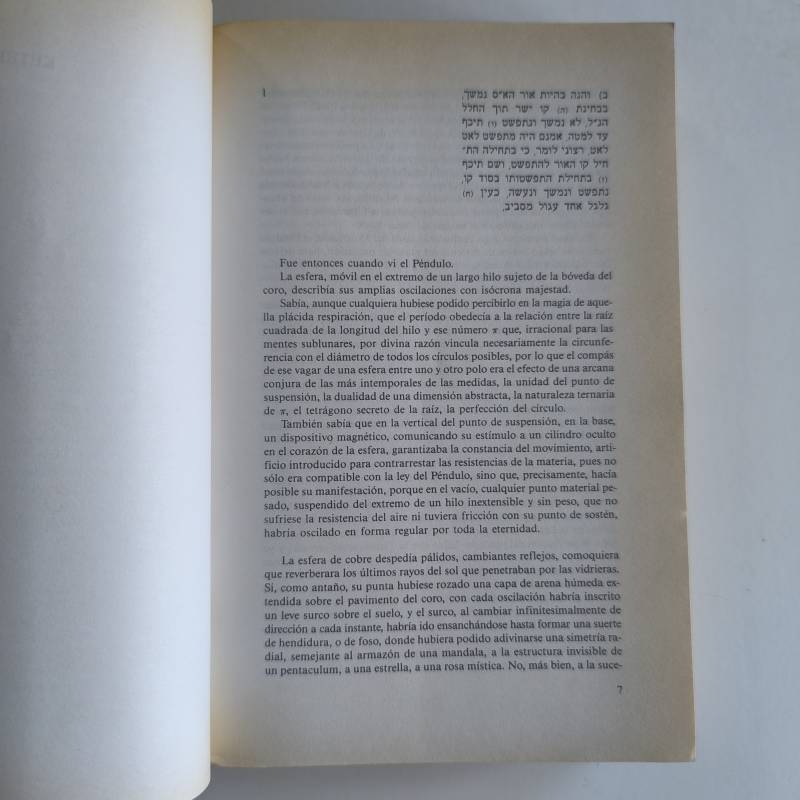 1
ב) והנה בהיות אור הא״ס נמשך,
בבחינת (ה) קו ישר תוך החלל
הנ״ל, לא נמשך ונתפשט (ו) תיכף
עד למטה, אמנם היה מתפשט לאט
לאט, רצוני לומר, כי בתחילה הת־
חיל קו האור להתפשט, ושם תיכף
(ז) בתחילת התפשטותו בסוד קו,
נתפשט ונמשך ונעשה, כעין (ח)
גלגל אחד עגול מסביב,
Fue entonces cuando vi el Péndulo.
La esfera, móvil en el extremo de un largo hilo sujeto de la bóveda del
coro, describía sus amplias oscilaciones con isócrona majestad.
Sabía, aunque cualquiera hubiese podido percibirlo en la magia de aque-
lla plácida respiración, que el período obedecía a la relación entre la raíz
cuadrada de la longitud del hilo y ese número π que, irracional para las
mentes sublunares, por divina razón vincula necesariamente la circunfe-
rencia con el diámetro de todos los círculos posibles, por lo que el compás
de ese vagar de una esfera entre uno y otro polo era el efecto de una arcana
conjura de las más intemporales de las medidas, la unidad del punto de
suspensión, la dualidad de una dimensión abstracta, la naturaleza ternaria
de π, el tetrágono secreto de la raíz, la perfección del círculo.
También sabía que en la vertical del punto de suspensión, en la base,
un dispositivo magnético, comunicando su estímulo a un cilindro oculto
en el corazón de la esfera, garantizaba la constancia del movimiento, arti-
ficio introducido para contrarrestar las resistencias de la materia, pues no
sólo era compatible con la ley del Péndulo, sino que, precisamente, hacía
posible su manifestación, porque en el vacío, cualquier punto material pe-
sado, suspendido del extremo de un hilo inextensible y sin peso, que no
sufriese la resistencia del aire ni tuviera fricción con su punto de sostén,
habría oscilado en forma regular por toda la eternidad.
La esfera de cobre despedía pálidos, cambiantes reflejos, comoquiera
que reverberara los últimos rayos del sol que penetraban por las vidrieras.
Si, como antaño, su punta hubiese rozado una capa de arena húmeda ex-
tendida sobre el pavimento del coro, con cada oscilación habría inscrito
un leve surco sobre el suelo, y el surco, al cambiar infinitesimalmente de
dirección a cada instante, habría ido ensanchándose hasta formar una suerte
de hendidura, o de foso, donde hubiera podido adivinarse una simetría ra-
dial, semejante al armazón de una mandala, a la estructura invisible de
un pentaculum, a una estrella, a una rosa mística. No, más bien, a la suce-
7